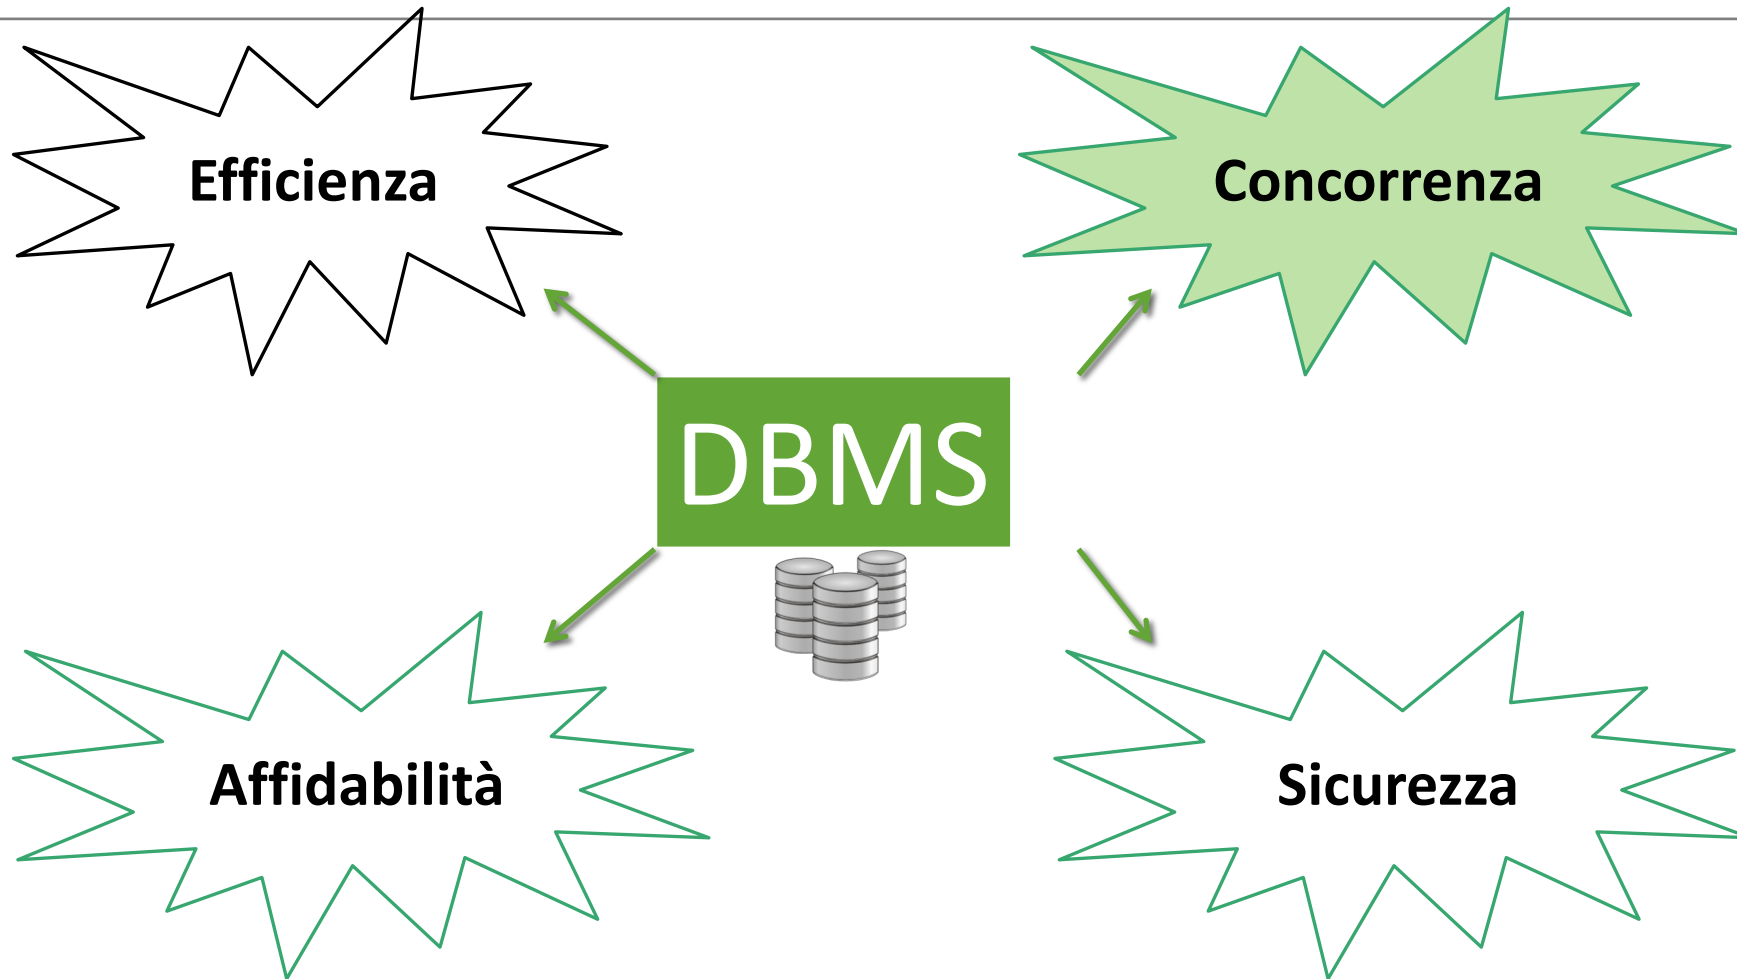 Efficienza
Concorrenza
DBMS
Affidabilità
Sicurezza